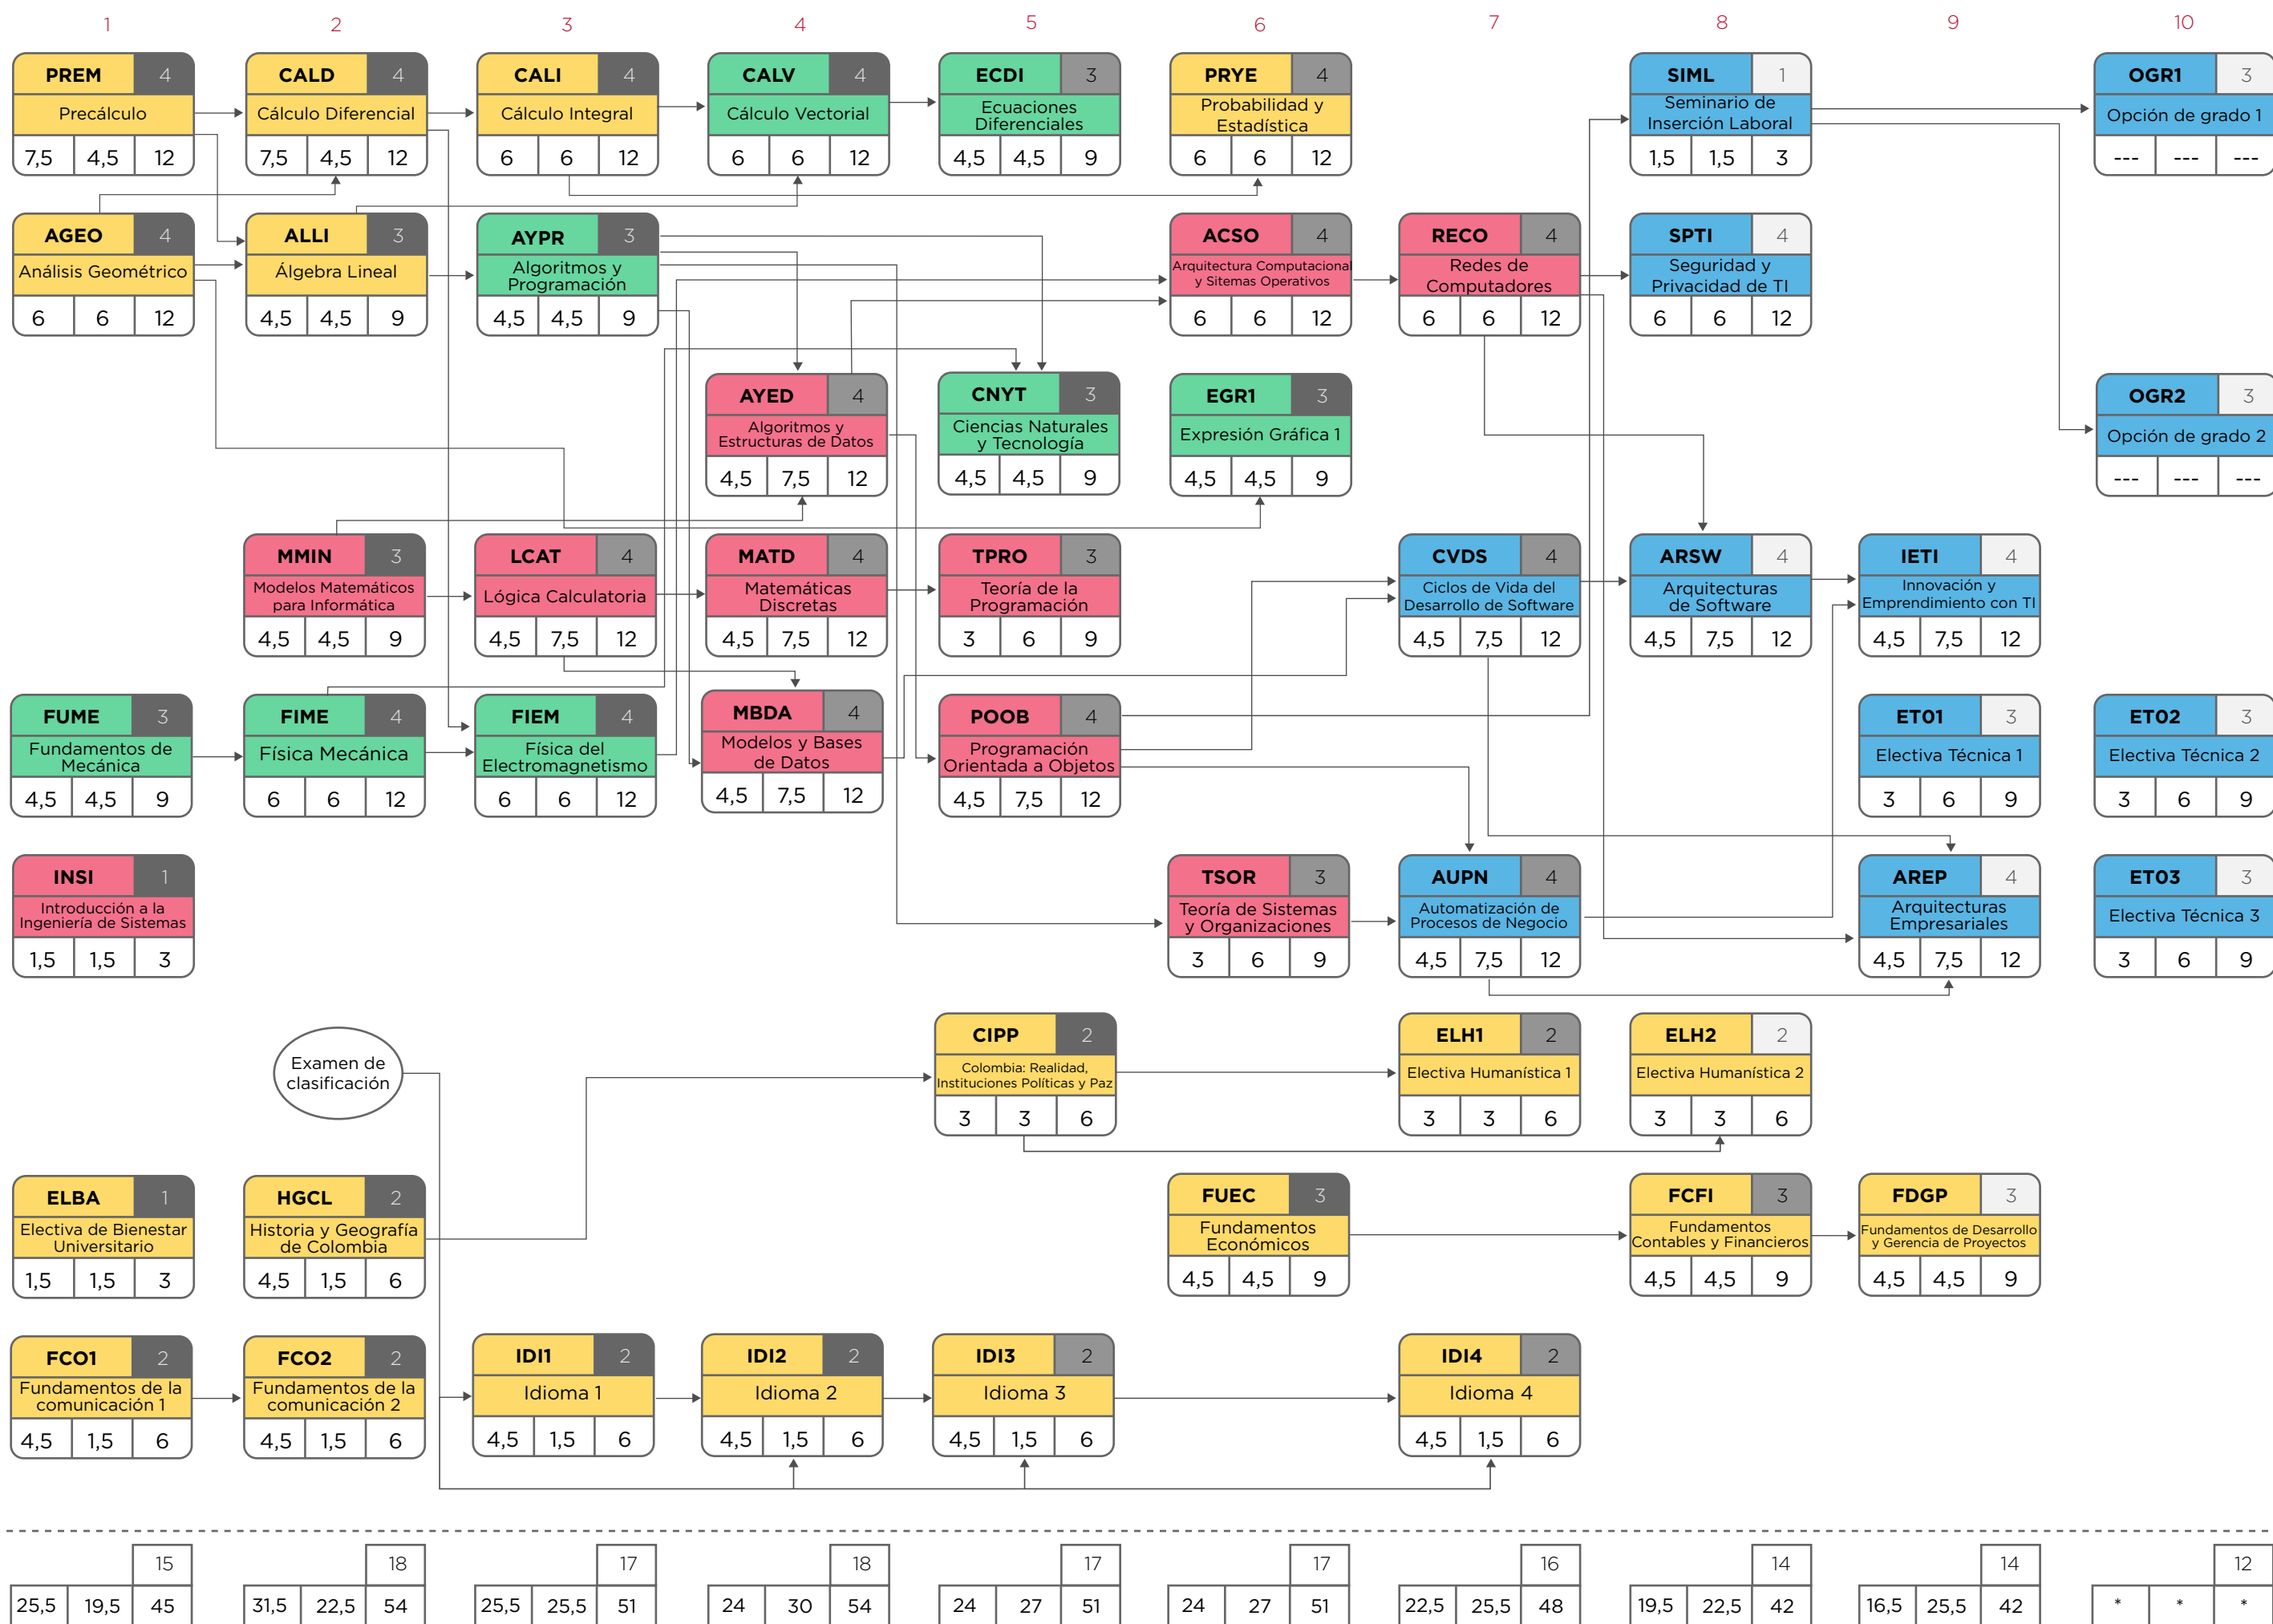 1 2 3 4 5 6 7 8 9 10
PREM 4
Precálculo
7,5 4,5 12
CALD 4
Cálculo Diferencial
7,5 4,5 12
CALI 4
Cálculo Integral
6 6 12
CALV 4
Cálculo Vectorial
6 6 12
ECDI 3
Ecuaciones
Diferenciales
4,5 4,5 9
PRYE 4
Probabilidad y
Estadística
6 6 12
SIML 1
Seminario de
Inserción Laboral
1,5 1,5 3
OGR1 3
Opción de grado 1
--- --- ---
AGEO 4
Análisis Geométrico
6 6 12
ALLI 3
Álgebra Lineal
4,5 4,5 9
AYPR 3
Algoritmos y
Programación
4,5 4,5 9
ACSO 4
Arquitectura Computacional
y Sitemas Operativos
6 6 12
RECO 4
Redes de
Computadores
6 6 12
SPTI 4
Seguridad y
Privacidad de TI
6 6 12
AYED 4
Algoritmos y
Estructuras de Datos
4,5 7,5 12
CNYT 3
Ciencias Naturales
y Tecnología
4,5 4,5 9
EGR1 3
Expresión Gráfica 1
4,5 4,5 9
OGR2 3
Opción de grado 2
--- --- ---
MMIN 3
Modelos Matemáticos
para Informática
4,5 4,5 9
LCAT 4
Lógica Calculatoria
4,5 7,5 12
MATD 4
Matemáticas
Discretas
4,5 7,5 12
TPRO 3
Teoría de la
Programación
3 6 9
CVDS 4
Ciclos de Vida del
Desarrollo de Software
4,5 7,5 12
ARSW 4
Arquitecturas
de Software
4,5 7,5 12
IETI 4
Innovación y
Emprendimiento con TI
4,5 7,5 12
FUME 3
Fundamentos de
Mecánica
4,5 4,5 9
FIME 4
Física Mecánica
6 6 12
FIEM 4
Física del
Electromagnetismo
6 6 12
MBDA 4
Modelos y Bases
de Datos
4,5 7,5 12
POOB 4
Programación
Orientada a Objetos
4,5 7,5 12
ET01 3
Electiva Técnica 1
3 6 9
ET02 3
Electiva Técnica 2
3 6 9
INSI 1
Introducción a la
Ingeniería de Sistemas
1,5 1,5 3
TSOR 3
Teoría de Sistemas
y Organizaciones
3 6 9
AUPN 4
Automatización de
Procesos de Negocio
4,5 7,5 12
AREP 4
Arquitecturas
Empresariales
4,5 7,5 12
ET03 3
Electiva Técnica 3
3 6 9
Examen de
clasificación
CIPP 2
Colombia: Realidad,
Instituciones Políticas y Paz
3 3 6
ELH1 2
Electiva Humanística 1
3 3 6
ELH2 2
Electiva Humanística 2
3 3 6
ELBA 1
Electiva de Bienestar
Universitario
1,5 1,5 3
HGCL 2
Historia y Geografía
de Colombia
4,5 1,5 6
FUEC 3
Fundamentos
Económicos
4,5 4,5 9
FCFI 3
Fundamentos
Contables y Financieros
4,5 4,5 9
FDGP 3
Fundamentos de Desarrollo
y Gerencia de Proyectos
4,5 4,5 9
FCO1 2
Fundamentos de la
comunicación 1
4,5 1,5 6
FCO2 2
Fundamentos de la
comunicación 2
4,5 1,5 6
IDI1 2
Idioma 1
4,5 1,5 6
IDI2 2
Idioma 2
4,5 1,5 6
IDI3 2
Idioma 3
4,5 1,5 6
IDI4 2
Idioma 4
4,5 1,5 6
15 18 17 18 17 17 16 14 14 12
25,5 19,5 45 31,5 22,5 54 25,5 25,5 51 24 30 54 24 27 51 24 27 51 22,5 25,5 48 19,5 22,5 42 16,5 25,5 42 * * *